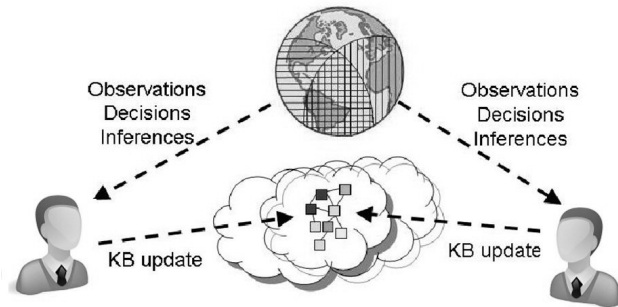 Observations
Decisions
Inferences
Observations
Decisions
Inferences
KB update
KB update